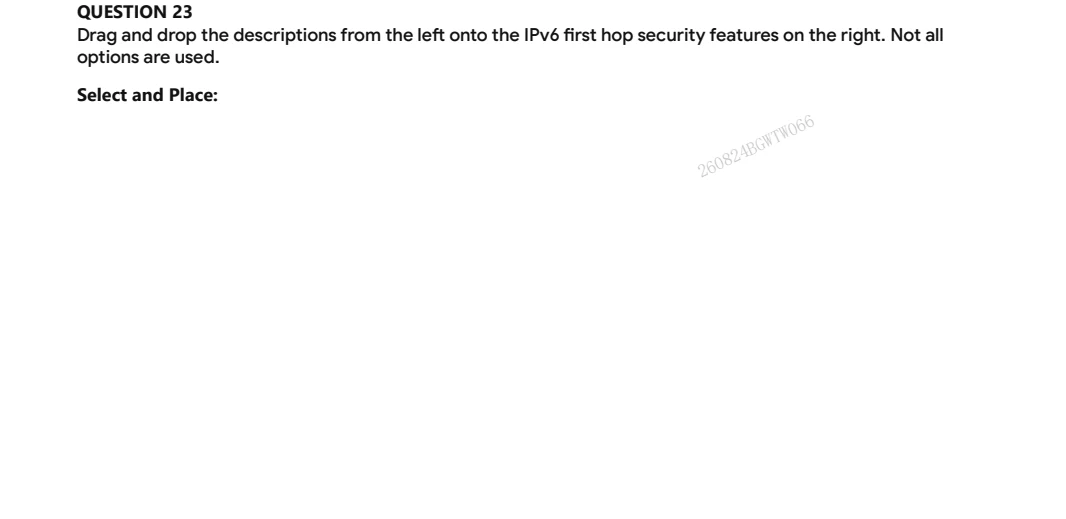 QUESTION 23
Drag and drop the descriptions from the left onto the IPv6 first hop security features on the right. Not all
options are used.
Select and Place:
260824BGWTW066